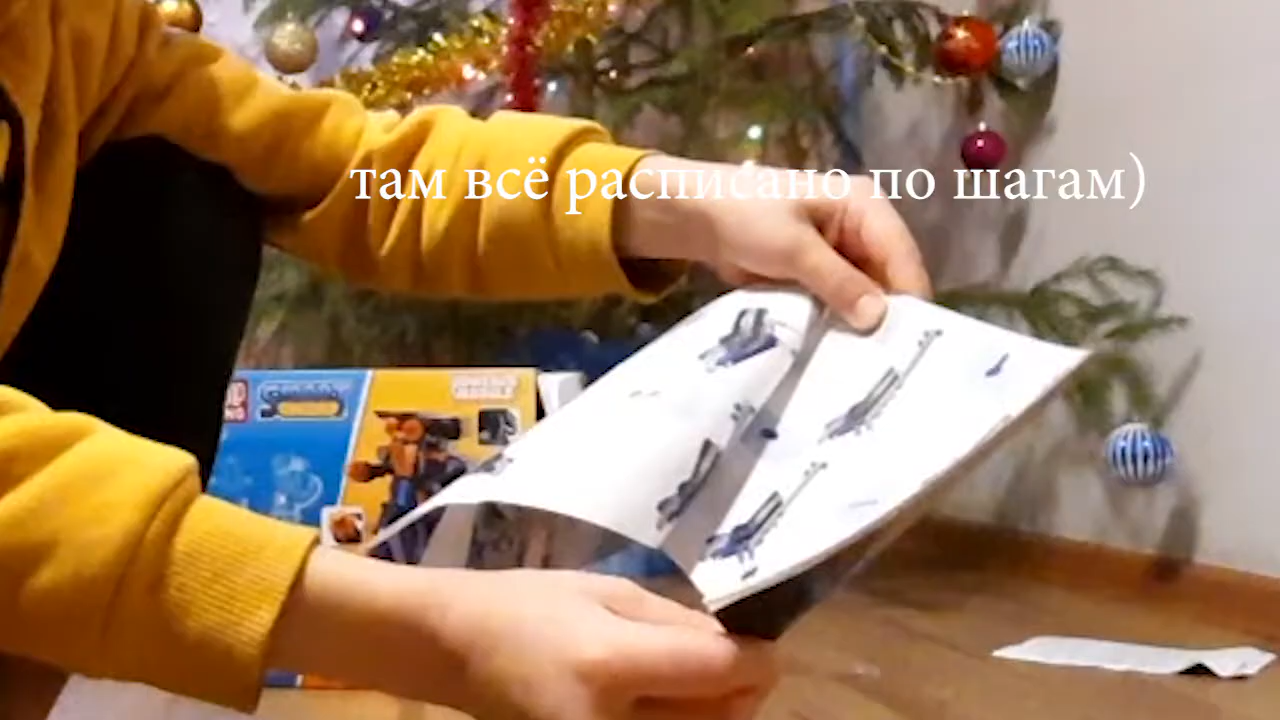 там всё расписано по шагам)